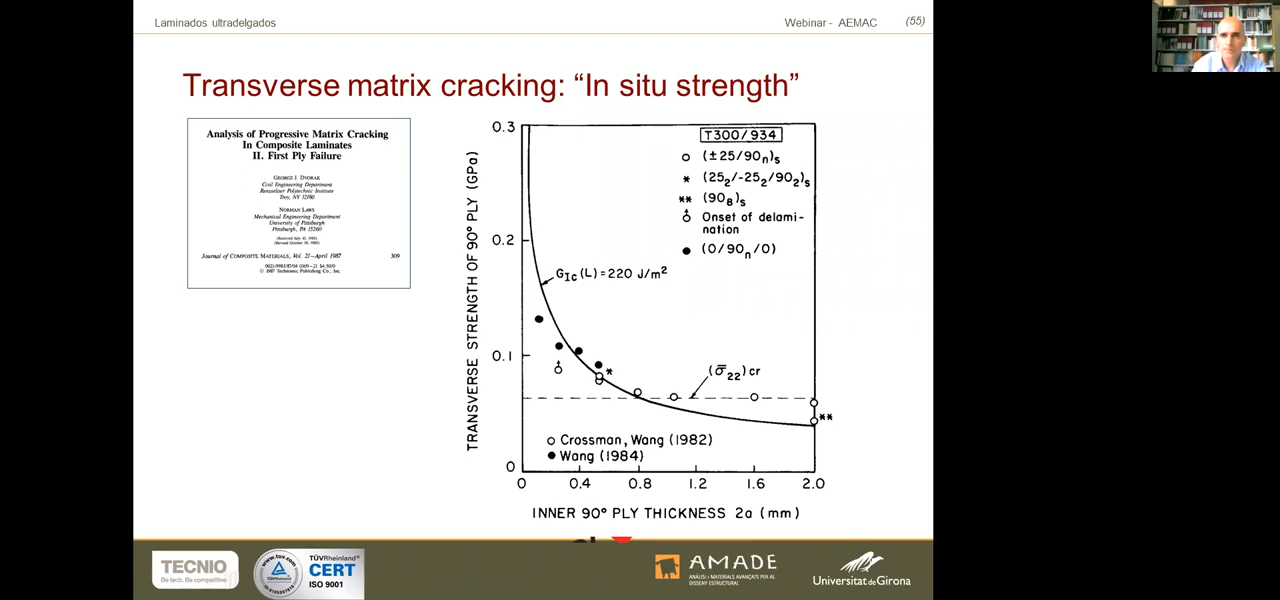 Laminados ultradelgados
Webinar - AEMAC
(55)
Transverse matrix cracking: “In situ strength”
Analysis of Progressive Matrix Cracking
In Composite Laminates
II. First Ply Failure
GEORGE J. DVORAK
Civil Engineering Department
Rensselaer Polytechnic Institute
Troy, NY 12180
NORMAN LAWS
Mechanical Engineering Department
University of Pittsburgh
Pittsburgh, PA 15260
Journal of COMPOSITE MATERIALS, Vol. 21—April 1987
309
TRANSVERSE STRENGTH OF 90° PLY (GPa)
0.3
0.2
0.1
0
T300/934
(±25/90n)s
* (252/-252/902)s
** (908)s
Onset of delami-
nation
(0/90n/0)
GIc(L)=220 J/m²
(σ̅22)cr
*
**
Crossman, Wang (1982)
Wang (1984)
0 0.4 0.8 1.2 1.6 2.0
INNER 90° PLY THICKNESS 2a (mm)
TECNIO
Be tech. Be competitive
TÜVRheinland®
CERT
ISO 9001
AMADE
ANÀLISI I MATERIALS AVANÇATS PER AL
DISSENY ESTRUCTURAL
Universitat de Girona